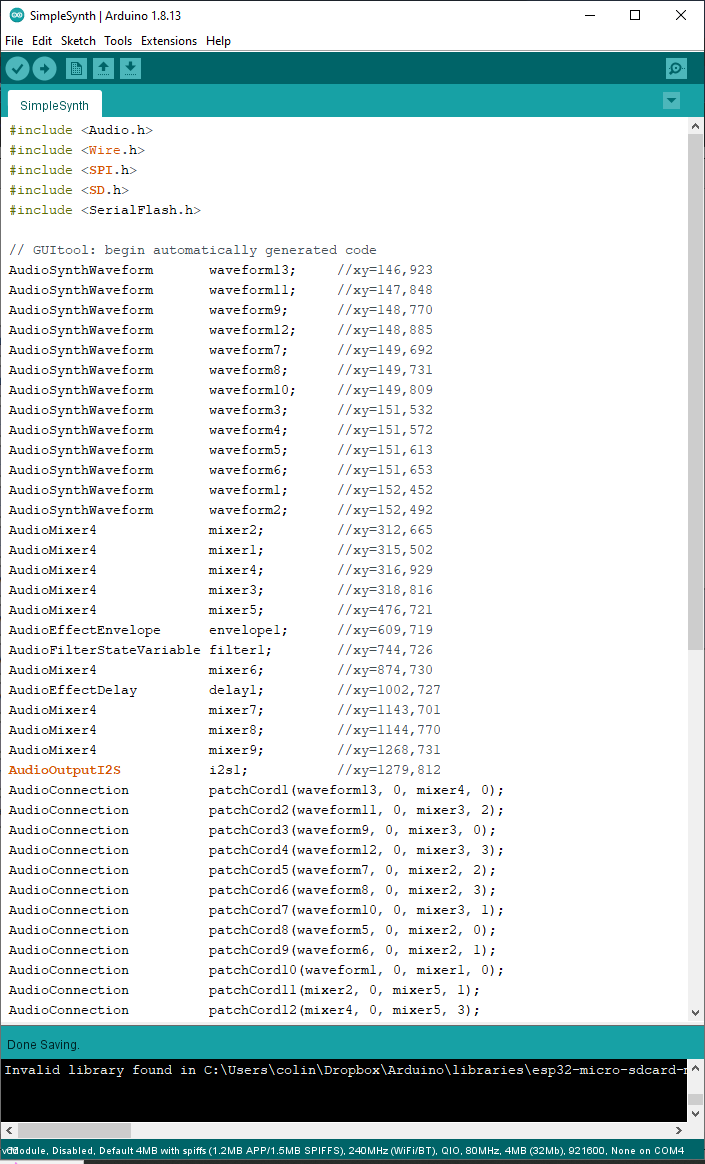 SimpleSynth | Arduino 1.8.13
File Edit Sketch Tools Extensions Help
SimpleSynth
#include <Audio.h>
#include <Wire.h>
#include <SPI.h>
#include <SD.h>
#include <SerialFlash.h>
// GUItool: begin automatically generated code
AudioSynthWaveform waveform13; //xy=146,923
AudioSynthWaveform waveform11; //xy=147,848
AudioSynthWaveform waveform9; //xy=148,770
AudioSynthWaveform waveform12; //xy=148,885
AudioSynthWaveform waveform7; //xy=149,692
AudioSynthWaveform waveform8; //xy=149,731
AudioSynthWaveform waveform10; //xy=149,809
AudioSynthWaveform waveform3; //xy=151,532
AudioSynthWaveform waveform4; //xy=151,572
AudioSynthWaveform waveform5; //xy=151,613
AudioSynthWaveform waveform6; //xy=151,653
AudioSynthWaveform waveform1; //xy=152,452
AudioSynthWaveform waveform2; //xy=152,492
AudioMixer4 mixer2; //xy=312,665
AudioMixer4 mixer1; //xy=315,502
AudioMixer4 mixer4; //xy=316,929
AudioMixer4 mixer3; //xy=318,816
AudioMixer4 mixer5; //xy=476,721
AudioEffectEnvelope envelope1; //xy=609,719
AudioFilterStateVariable filter1; //xy=744,726
AudioMixer4 mixer6; //xy=874,730
AudioEffectDelay delay1; //xy=1002,727
AudioMixer4 mixer7; //xy=1143,701
AudioMixer4 mixer8; //xy=1144,770
AudioMixer4 mixer9; //xy=1268,731
AudioOutputI2S i2s1; //xy=1279,812
AudioConnection patchCord1(waveform13, 0, mixer4, 0);
AudioConnection patchCord2(waveform11, 0, mixer3, 2);
AudioConnection patchCord3(waveform9, 0, mixer3, 0);
AudioConnection patchCord4(waveform12, 0, mixer3, 3);
AudioConnection patchCord5(waveform7, 0, mixer2, 2);
AudioConnection patchCord6(waveform8, 0, mixer2, 3);
AudioConnection patchCord7(waveform10, 0, mixer3, 1);
AudioConnection patchCord8(waveform5, 0, mixer2, 0);
AudioConnection patchCord9(waveform6, 0, mixer2, 1);
AudioConnection patchCord10(waveform1, 0, mixer1, 0);
AudioConnection patchCord11(mixer2, 0, mixer5, 1);
AudioConnection patchCord12(mixer4, 0, mixer5, 3);
Done Saving.
Invalid library found in C:\Users\colin\Dropbox\Arduino\libraries\esp32-micro-sdcard-
Module, Disabled, Default 4MB with spiffs (1.2MB APP/1.5MB SPIFFS), 240MHz (WiFi/BT), QIO, 80MHz, 4MB (32Mb), 921600, None on COM4